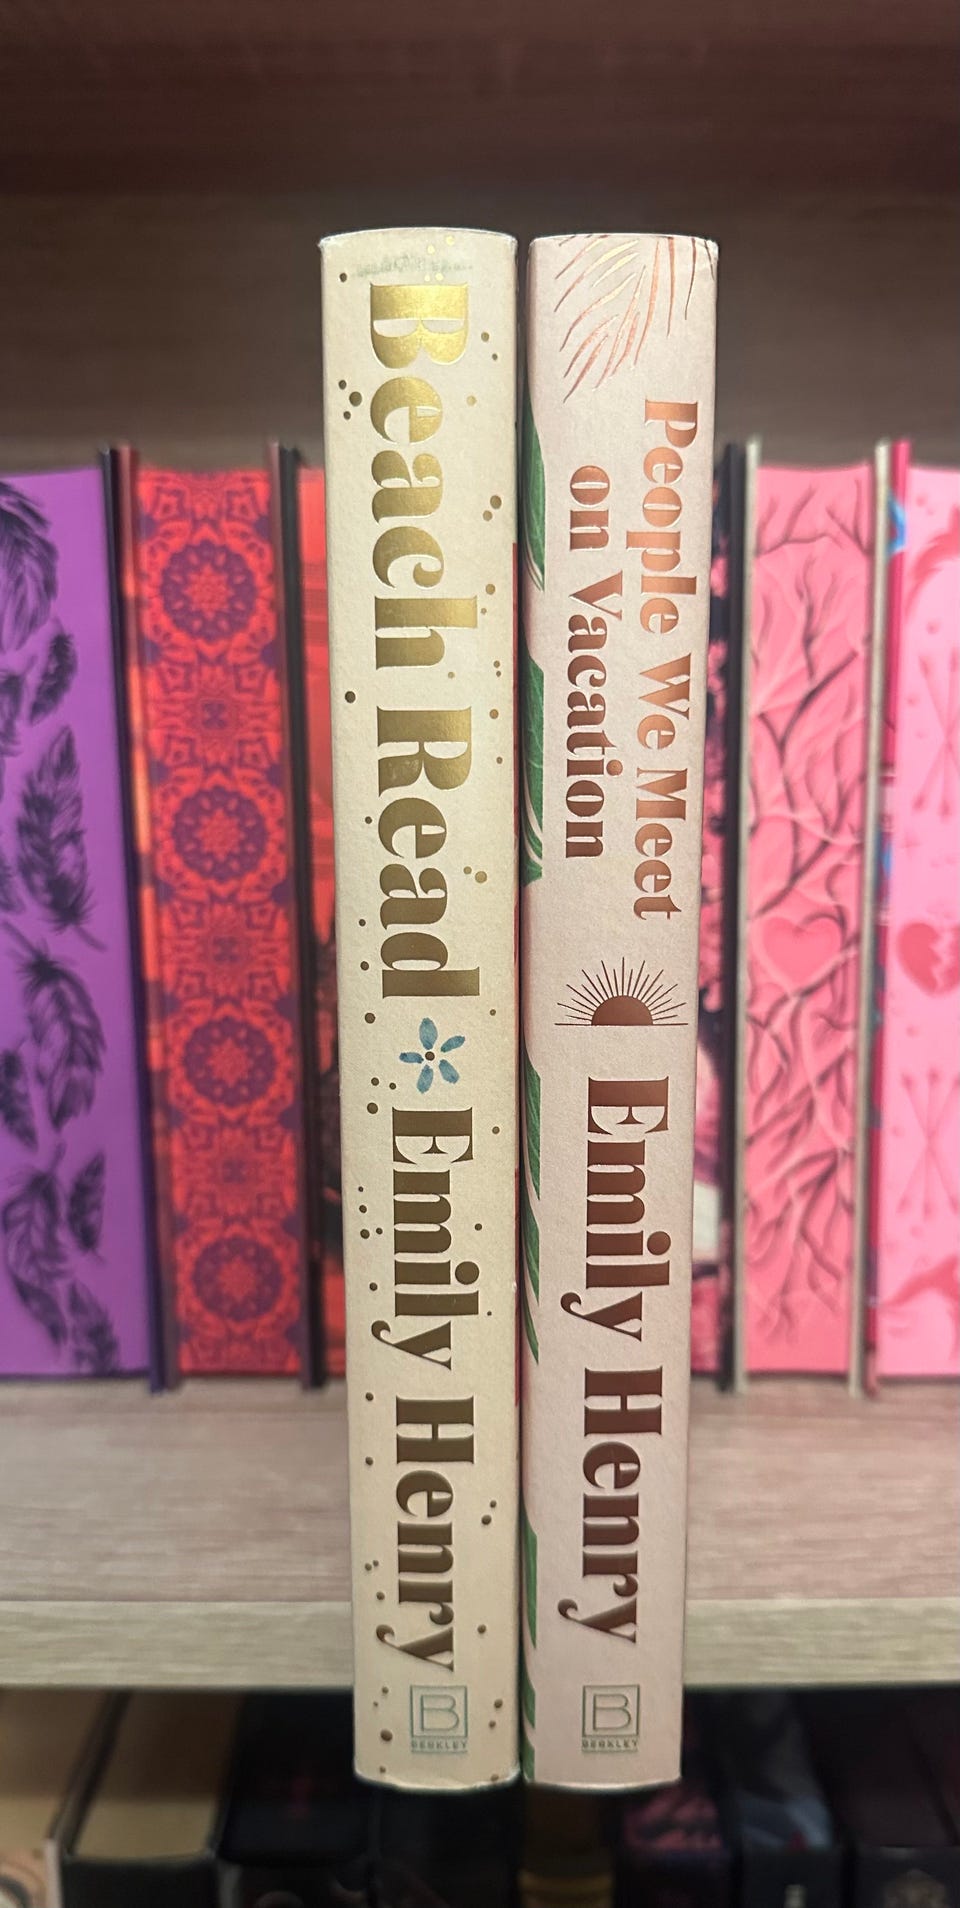 Beach Read
Emily Henry
B
BERKLEY
People We Meet
on Vacation
Emily Henry
B
BERKLEY